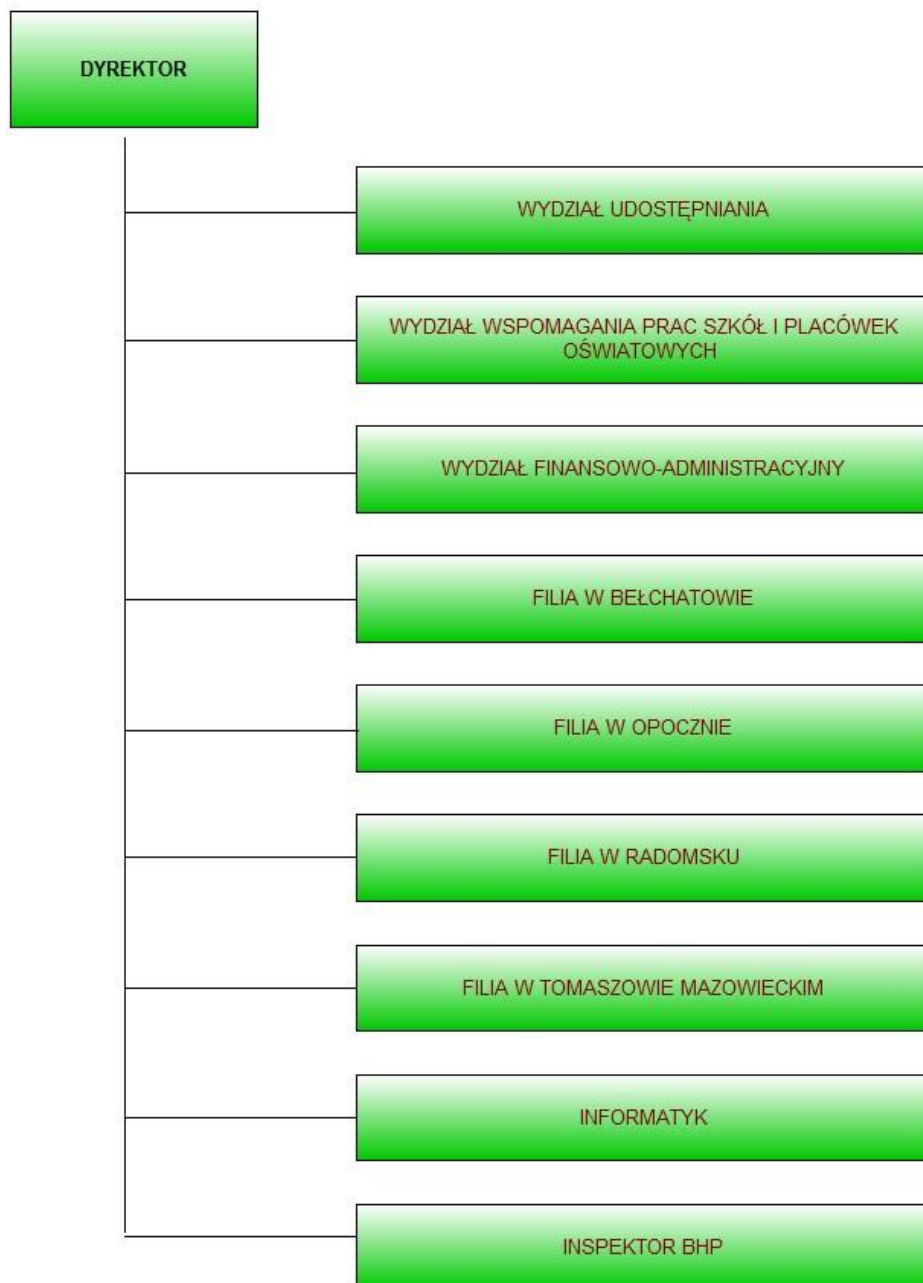 DYREKTOR
WYDZIAŁ UDOSTĘPNIANIA
WYDZIAŁ WSPOMAGANIA PRAC SZKÓŁ I PLACÓWEK
OŚWIATOWYCH
WYDZIAŁ FINANSOWO-ADMINISTRACYJNY
FILIA W BEŁCHATOWIE
FILIA W OPOCZNIE
FILIA W RADOMSKU
FILIA W TOMASZOWIE MAZOWIECKIM
INFORMATYK
INSPEKTOR BHP